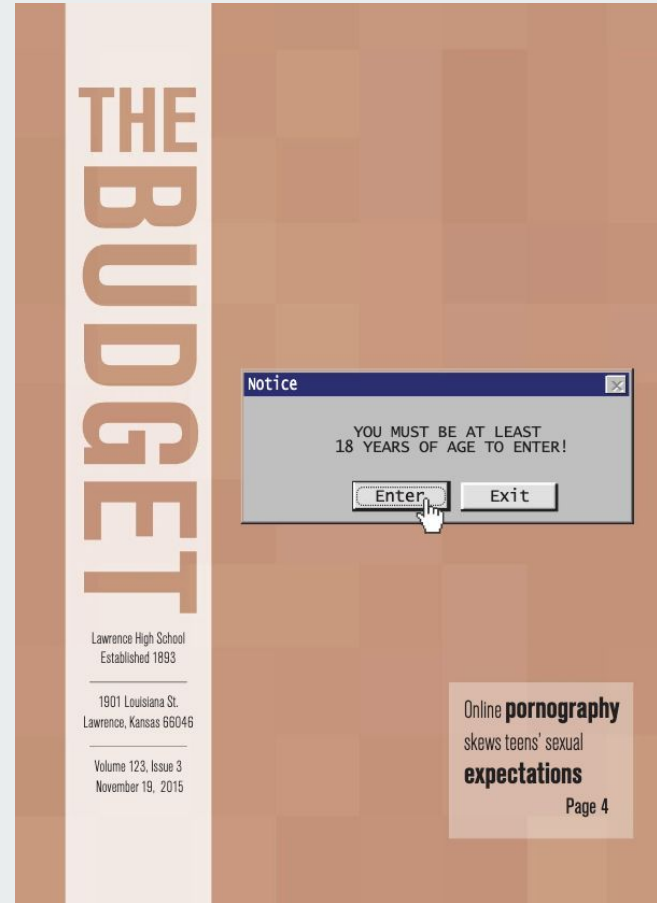 THE
BUDGET
Lawrence High School
Established 1893
1901 Louisiana St.
Lawrence, Kansas 66046
Volume 123, Issue 3
November 19, 2015
Notice
YOU MUST BE AT LEAST
18 YEARS OF AGE TO ENTER!
Enter
Exit
Online pornography
skews teens' sexual
expectations
Page 4